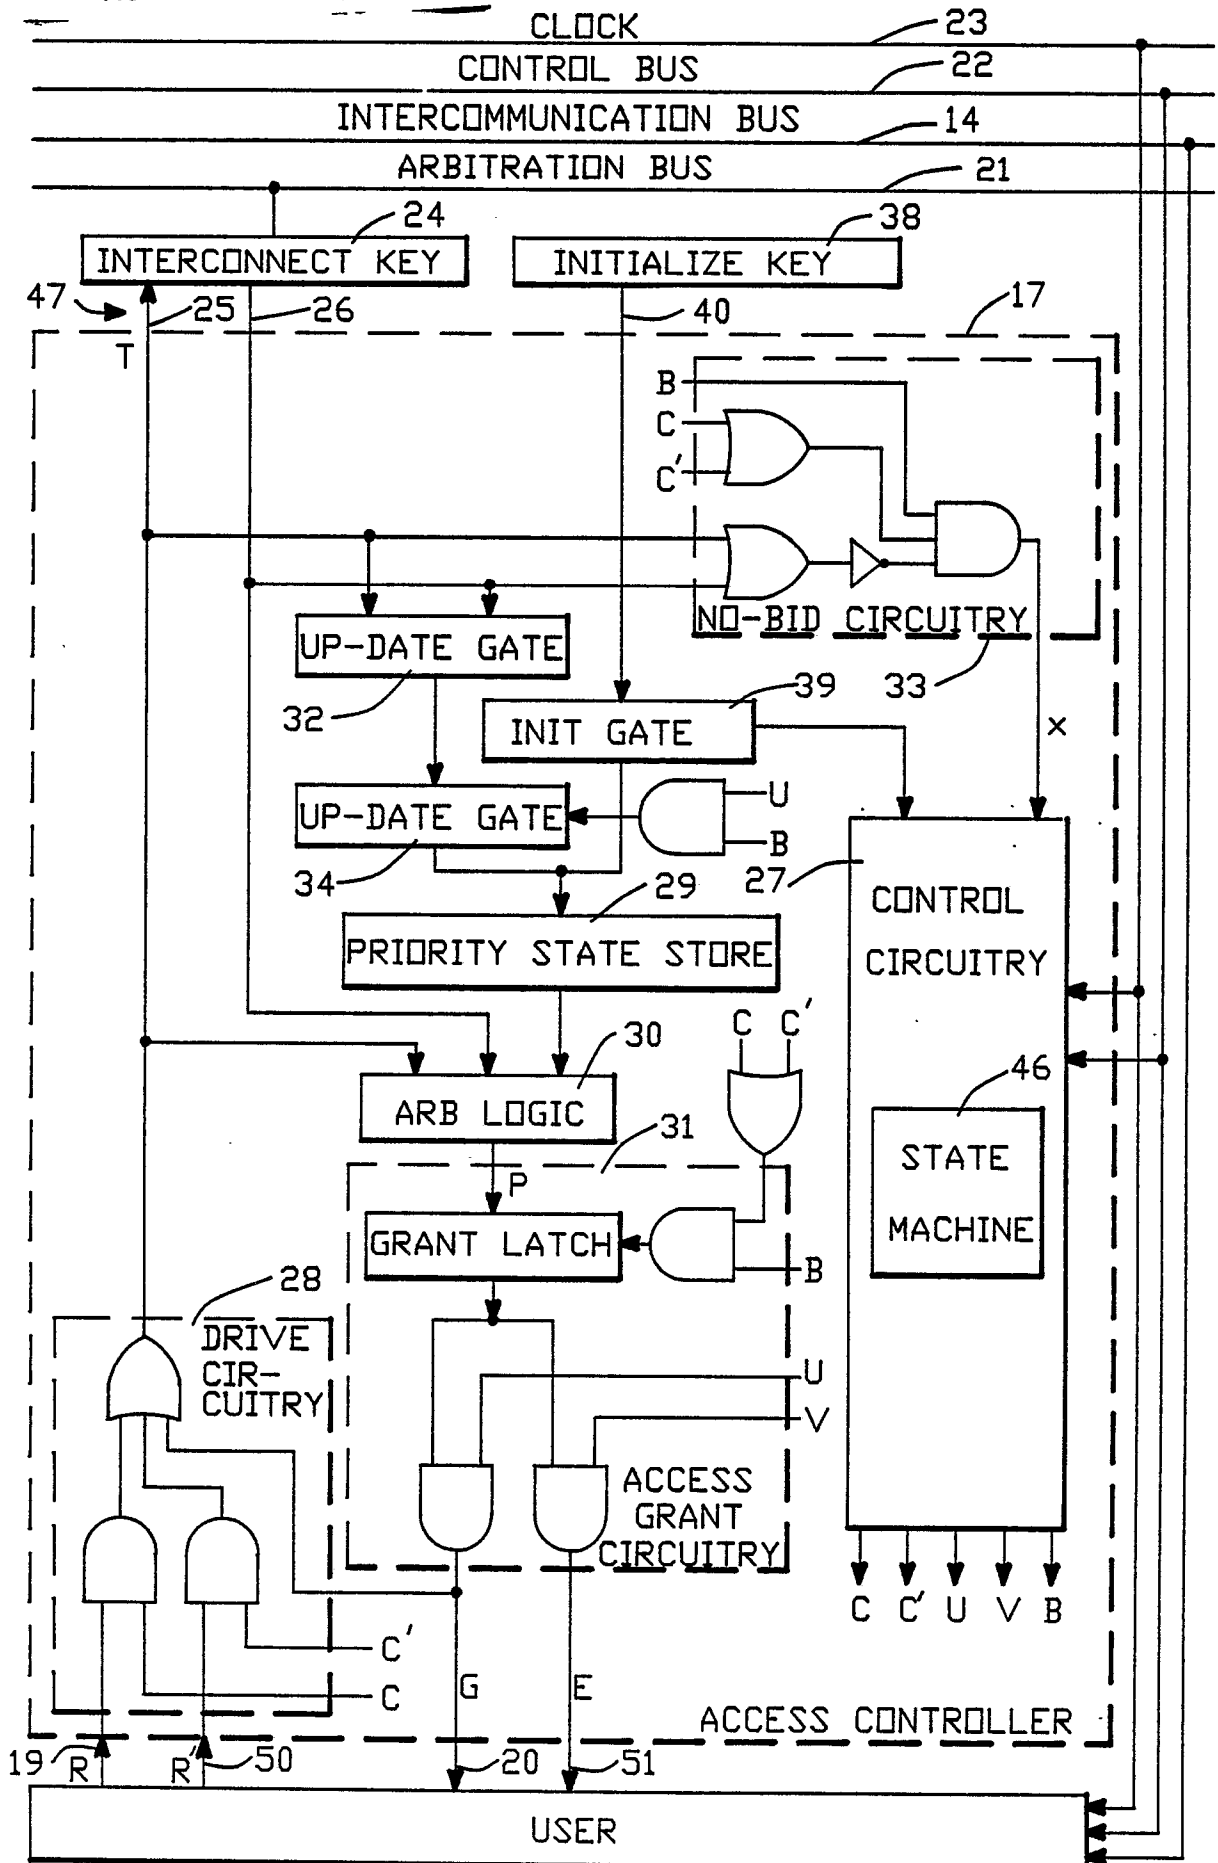 CLOCK
23
CONTROL BUS
22
INTERCOMMUNICATION BUS
14
ARBITRATION BUS
21
24
38
INTERCONNECT KEY
INITIALIZE KEY
47
25
26
40
17
T
B
C
C'
NO-BID CIRCUITRY
UP-DATE GATE
32
39
33
INIT GATE
X
UP-DATE GATE
U
B
34
29
27
CONTROL
CIRCUITRY
PRIORITY STATE STORE
C
C'
30
46
ARB LOGIC
31
STATE
MACHINE
P
GRANT LATCH
B
28
DRIVE
CIR-
CUITRY
U
V
ACCESS
GRANT
CIRCUITRY
C
C'
U
V
B
C'
C
G
E
ACCESS CONTROLLER
19
R
R'
50
20
51
USER